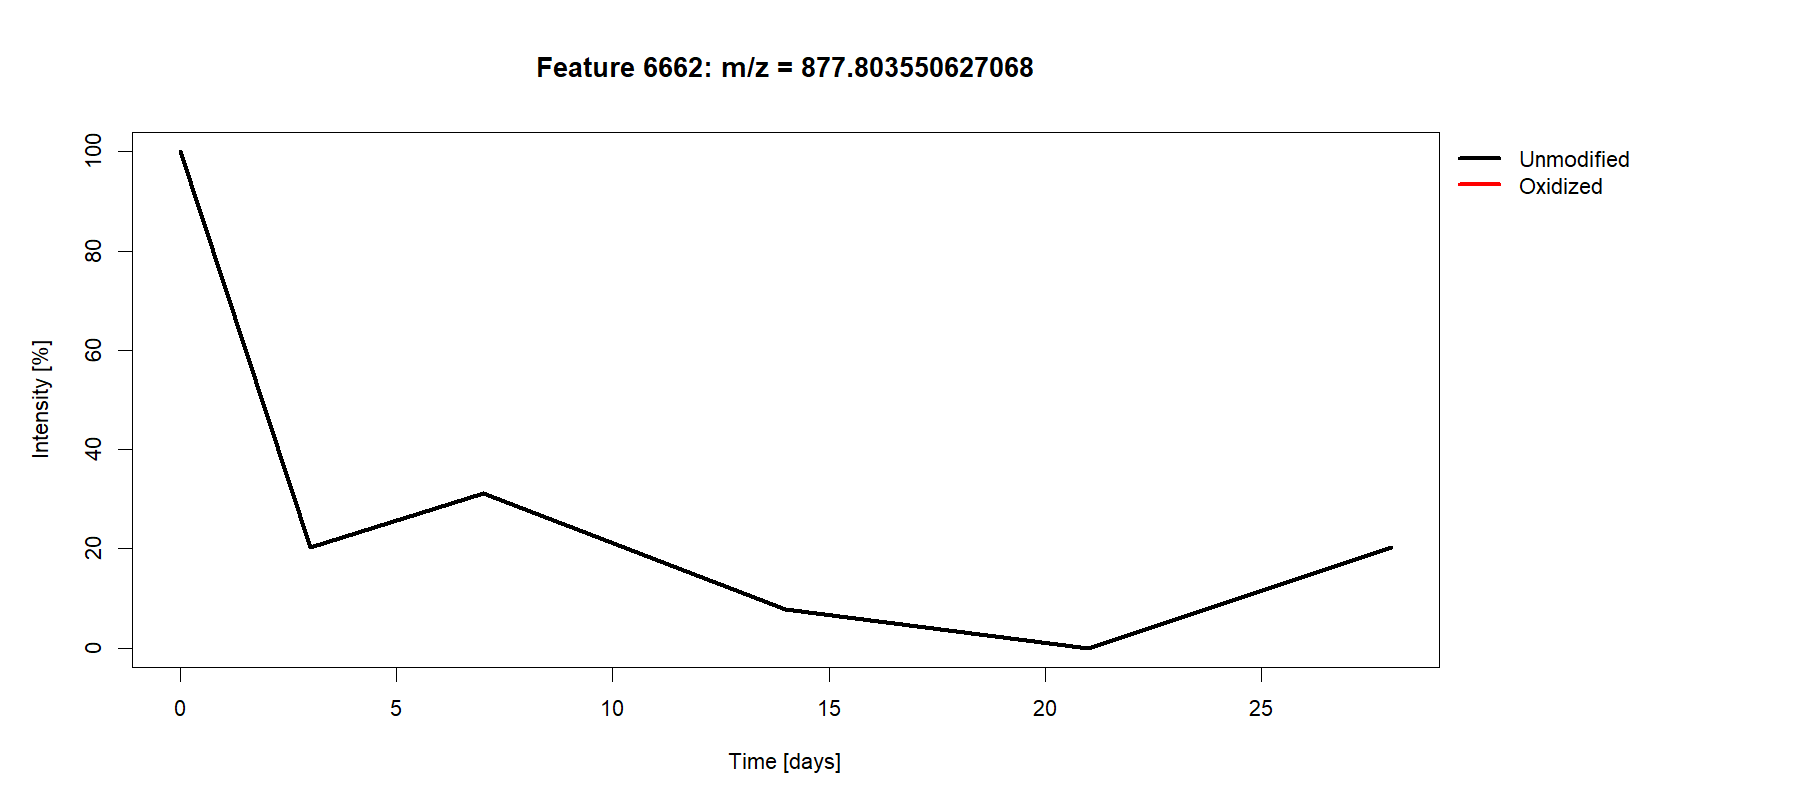 Feature 6662: m/z = 877.803550627068
Unmodified
Oxidized
Intensity [%]
100
80
60
40
20
0
0 5 10 15 20 25
Time [days]